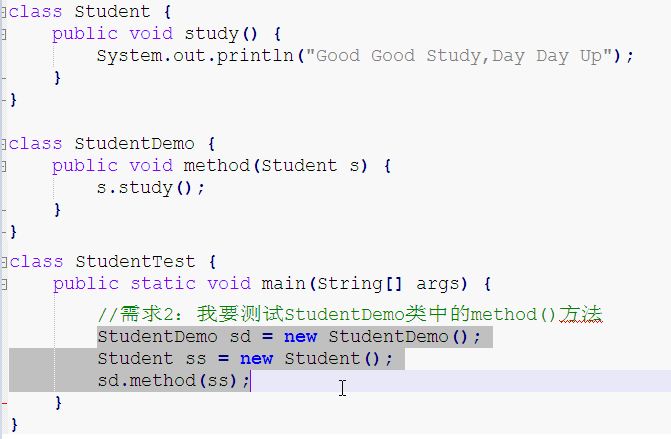 class Student {
    public void study() {
        System.out.println("Good Good Study,Day Day Up");
    }
}

class StudentDemo {
    public void method(Student s) {
        s.study();
    }
}
class StudentTest {
    public static void main(String[] args) {
        //需求2：我要测试StudentDemo类中的method()方法
        StudentDemo sd = new StudentDemo();
        Student ss = new Student();
        sd.method(ss);
    }
}